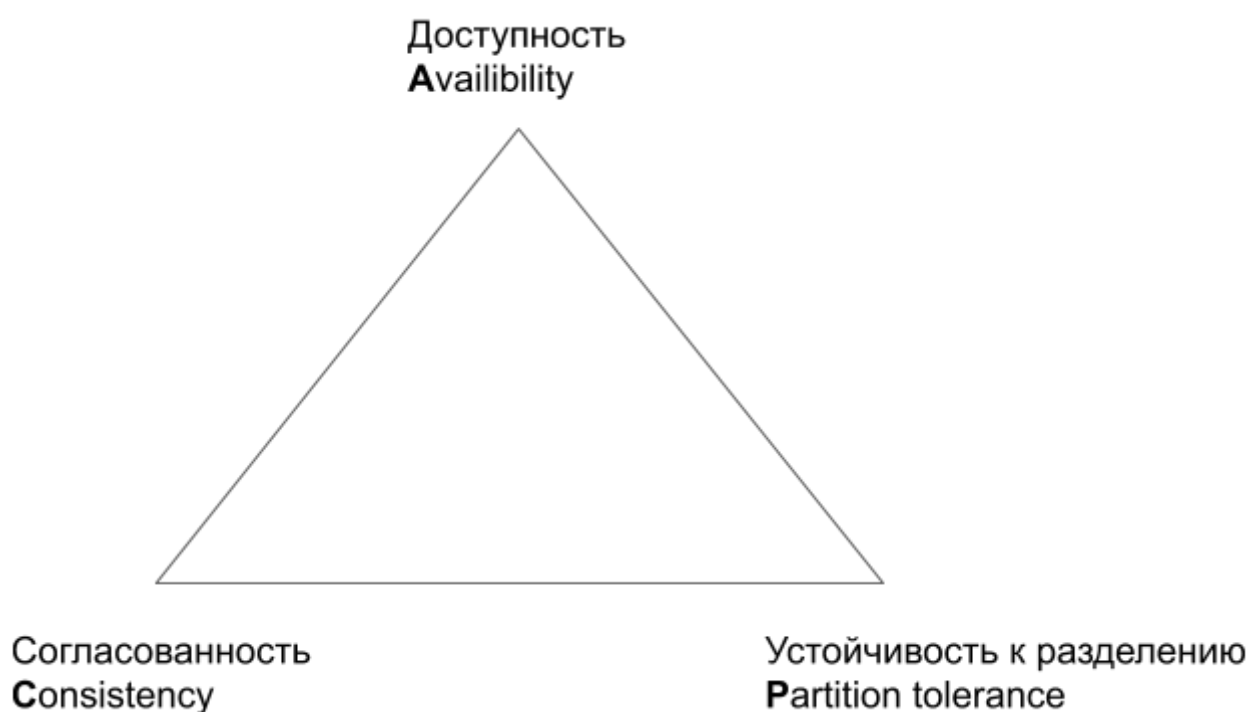 Доступность
Availibility
Согласованность
Consistency
Устойчивость к разделению
Partition tolerance